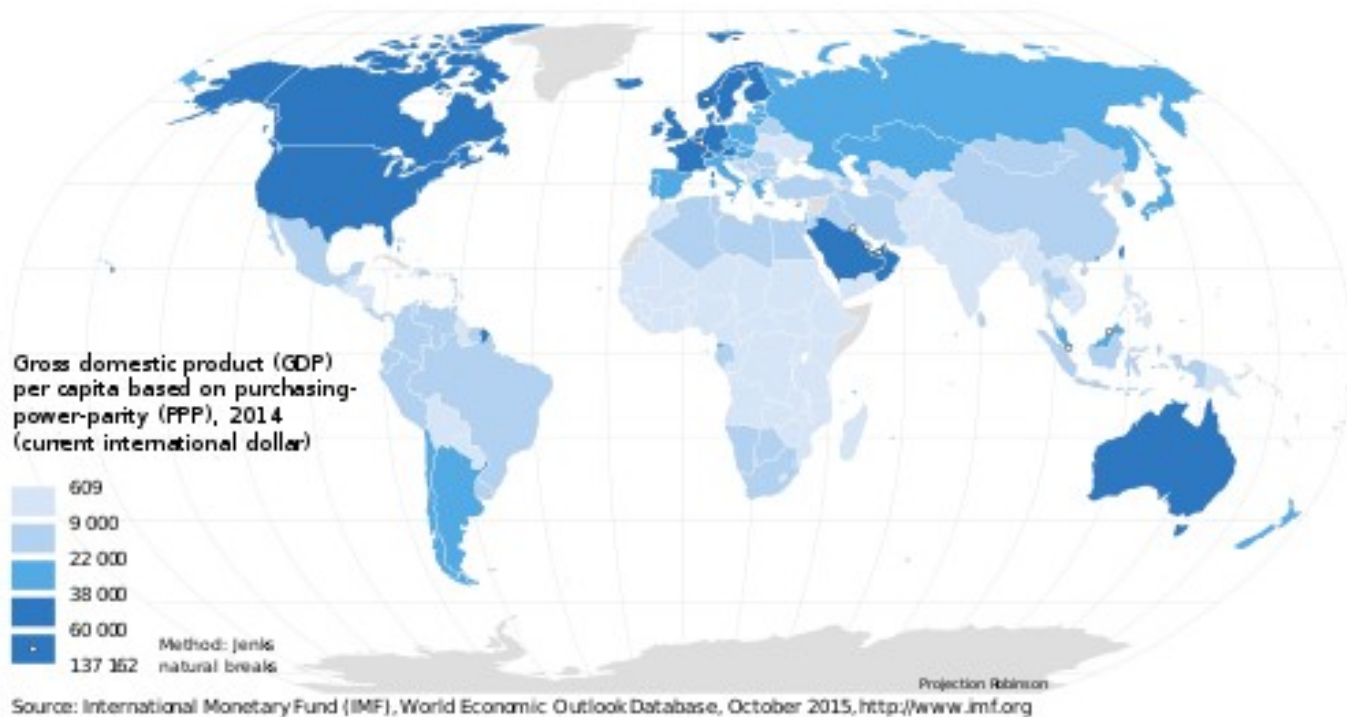 Gross domestic product (GDP)
per capita based on purchasing-
power-parity (PPP), 2014
(current international dollar)
609
9 000
22 000
38 000
60 000
137 162
Method: Jenks
natural breaks
Projection Robinson
Source: International Monetary Fund (IMF), World Economic Outlook Database, October 2015, http://www.imf.org